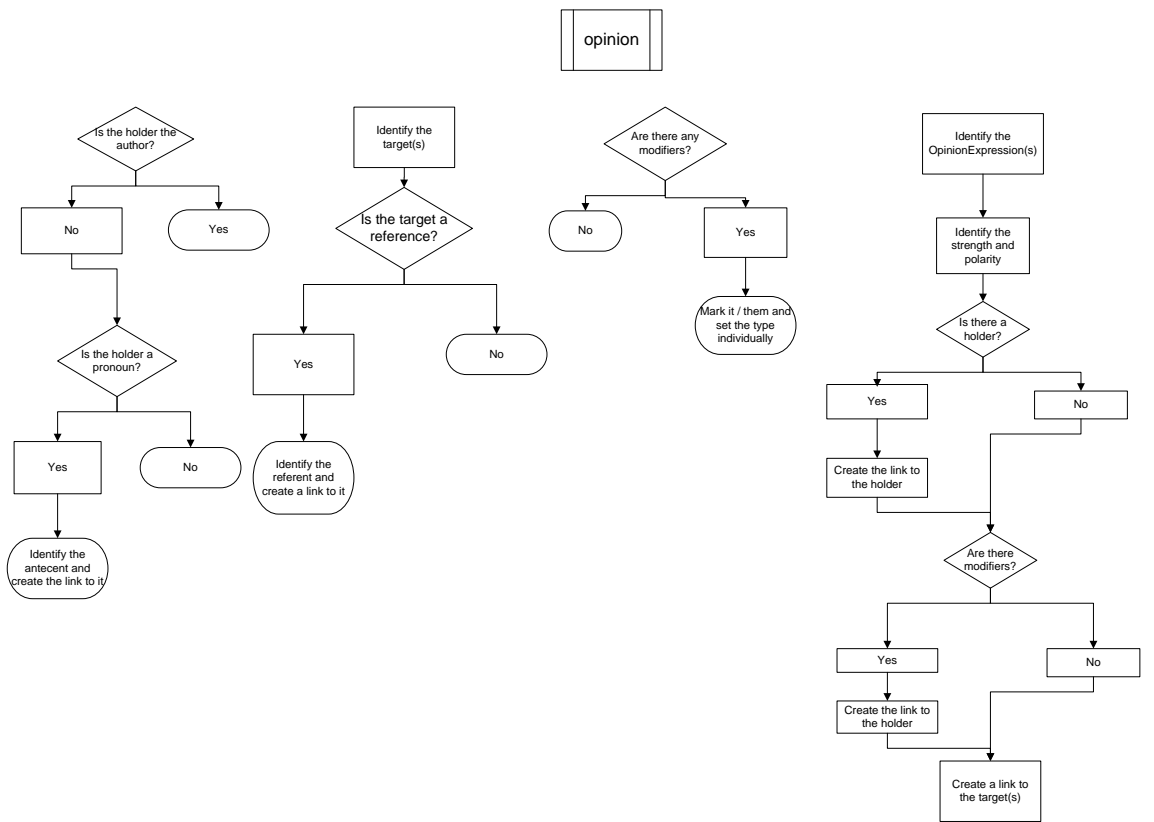 opinion
Is the holder the
author?
No
Yes
Is the holder a
pronoun?
Yes
No
Identify the
antecent and
create the link to it
Identify the
target(s)
Is the target a
reference?
Yes
No
Identify the
referent and
create a link to it
Are there any
modifiers?
No
Yes
Mark it / them and
set the type
individually
Identify the
OpinionExpression(s)
Identify the
strength and
polarity
Is there a
holder?
Yes
No
Create the link to
the holder
Are there
modifiers?
Yes
No
Create the link to
the holder
Create a link to
the target(s)